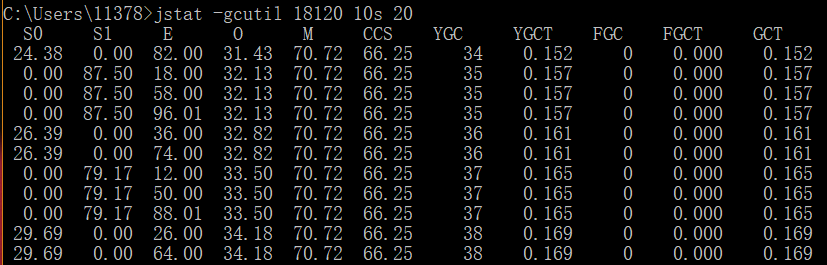 C:\Users\11378>jstat -gcutil 18120 10s 20
S0 S1 E O M CCS YGC YGCT FGC FGCT GCT
24.38 0.00 82.00 31.43 70.72 66.25 34 0.152 0 0.000 0.152
0.00 87.50 18.00 32.13 70.72 66.25 35 0.157 0 0.000 0.157
0.00 87.50 58.00 32.13 70.72 66.25 35 0.157 0 0.000 0.157
0.00 87.50 96.01 32.13 70.72 66.25 35 0.157 0 0.000 0.157
26.39 0.00 36.00 32.82 70.72 66.25 36 0.161 0 0.000 0.161
26.39 0.00 74.00 32.82 70.72 66.25 36 0.161 0 0.000 0.161
0.00 79.17 12.00 33.50 70.72 66.25 37 0.165 0 0.000 0.165
0.00 79.17 50.00 33.50 70.72 66.25 37 0.165 0 0.000 0.165
0.00 79.17 88.01 33.50 70.72 66.25 37 0.165 0 0.000 0.165
29.69 0.00 26.00 34.18 70.72 66.25 38 0.169 0 0.000 0.169
29.69 0.00 64.00 34.18 70.72 66.25 38 0.169 0 0.000 0.169